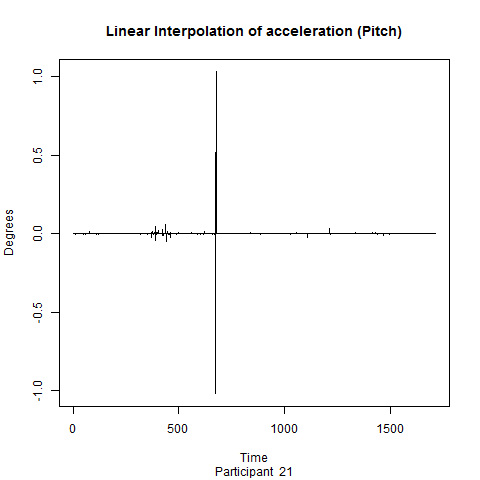 Linear Interpolation of acceleration (Pitch)
1.0
0.5
0.0
-0.5
-1.0
Degrees
0 500 1000 1500
Time
Participant 21